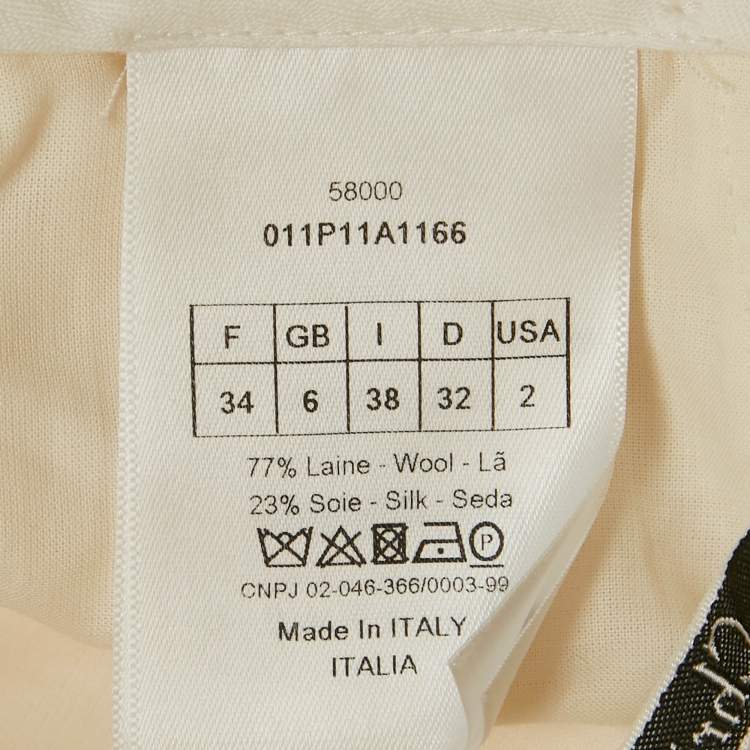 58000
011P11A1166
F GB I D USA
34 6 38 32 2
77% Laine - Wool - Lã
23% Soie - Silk - Seda
P
CNPJ 02-046-366/0003-99
Made In ITALY
ITALIA